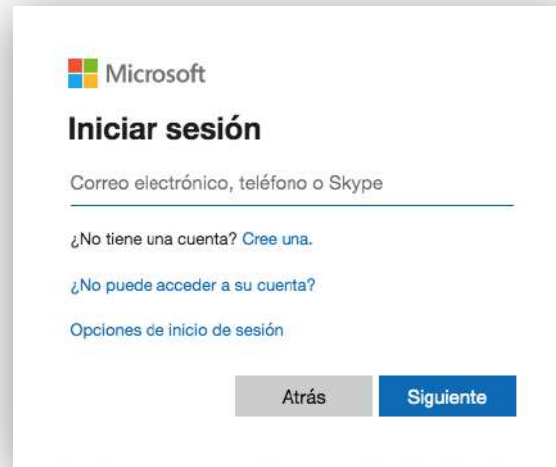 Microsoft
Iniciar sesión
Correo electrónico, teléfono o Skype
¿No tiene una cuenta? Cree una.
¿No puede acceder a su cuenta?
Opciones de inicio de sesión
Atrás Siguiente